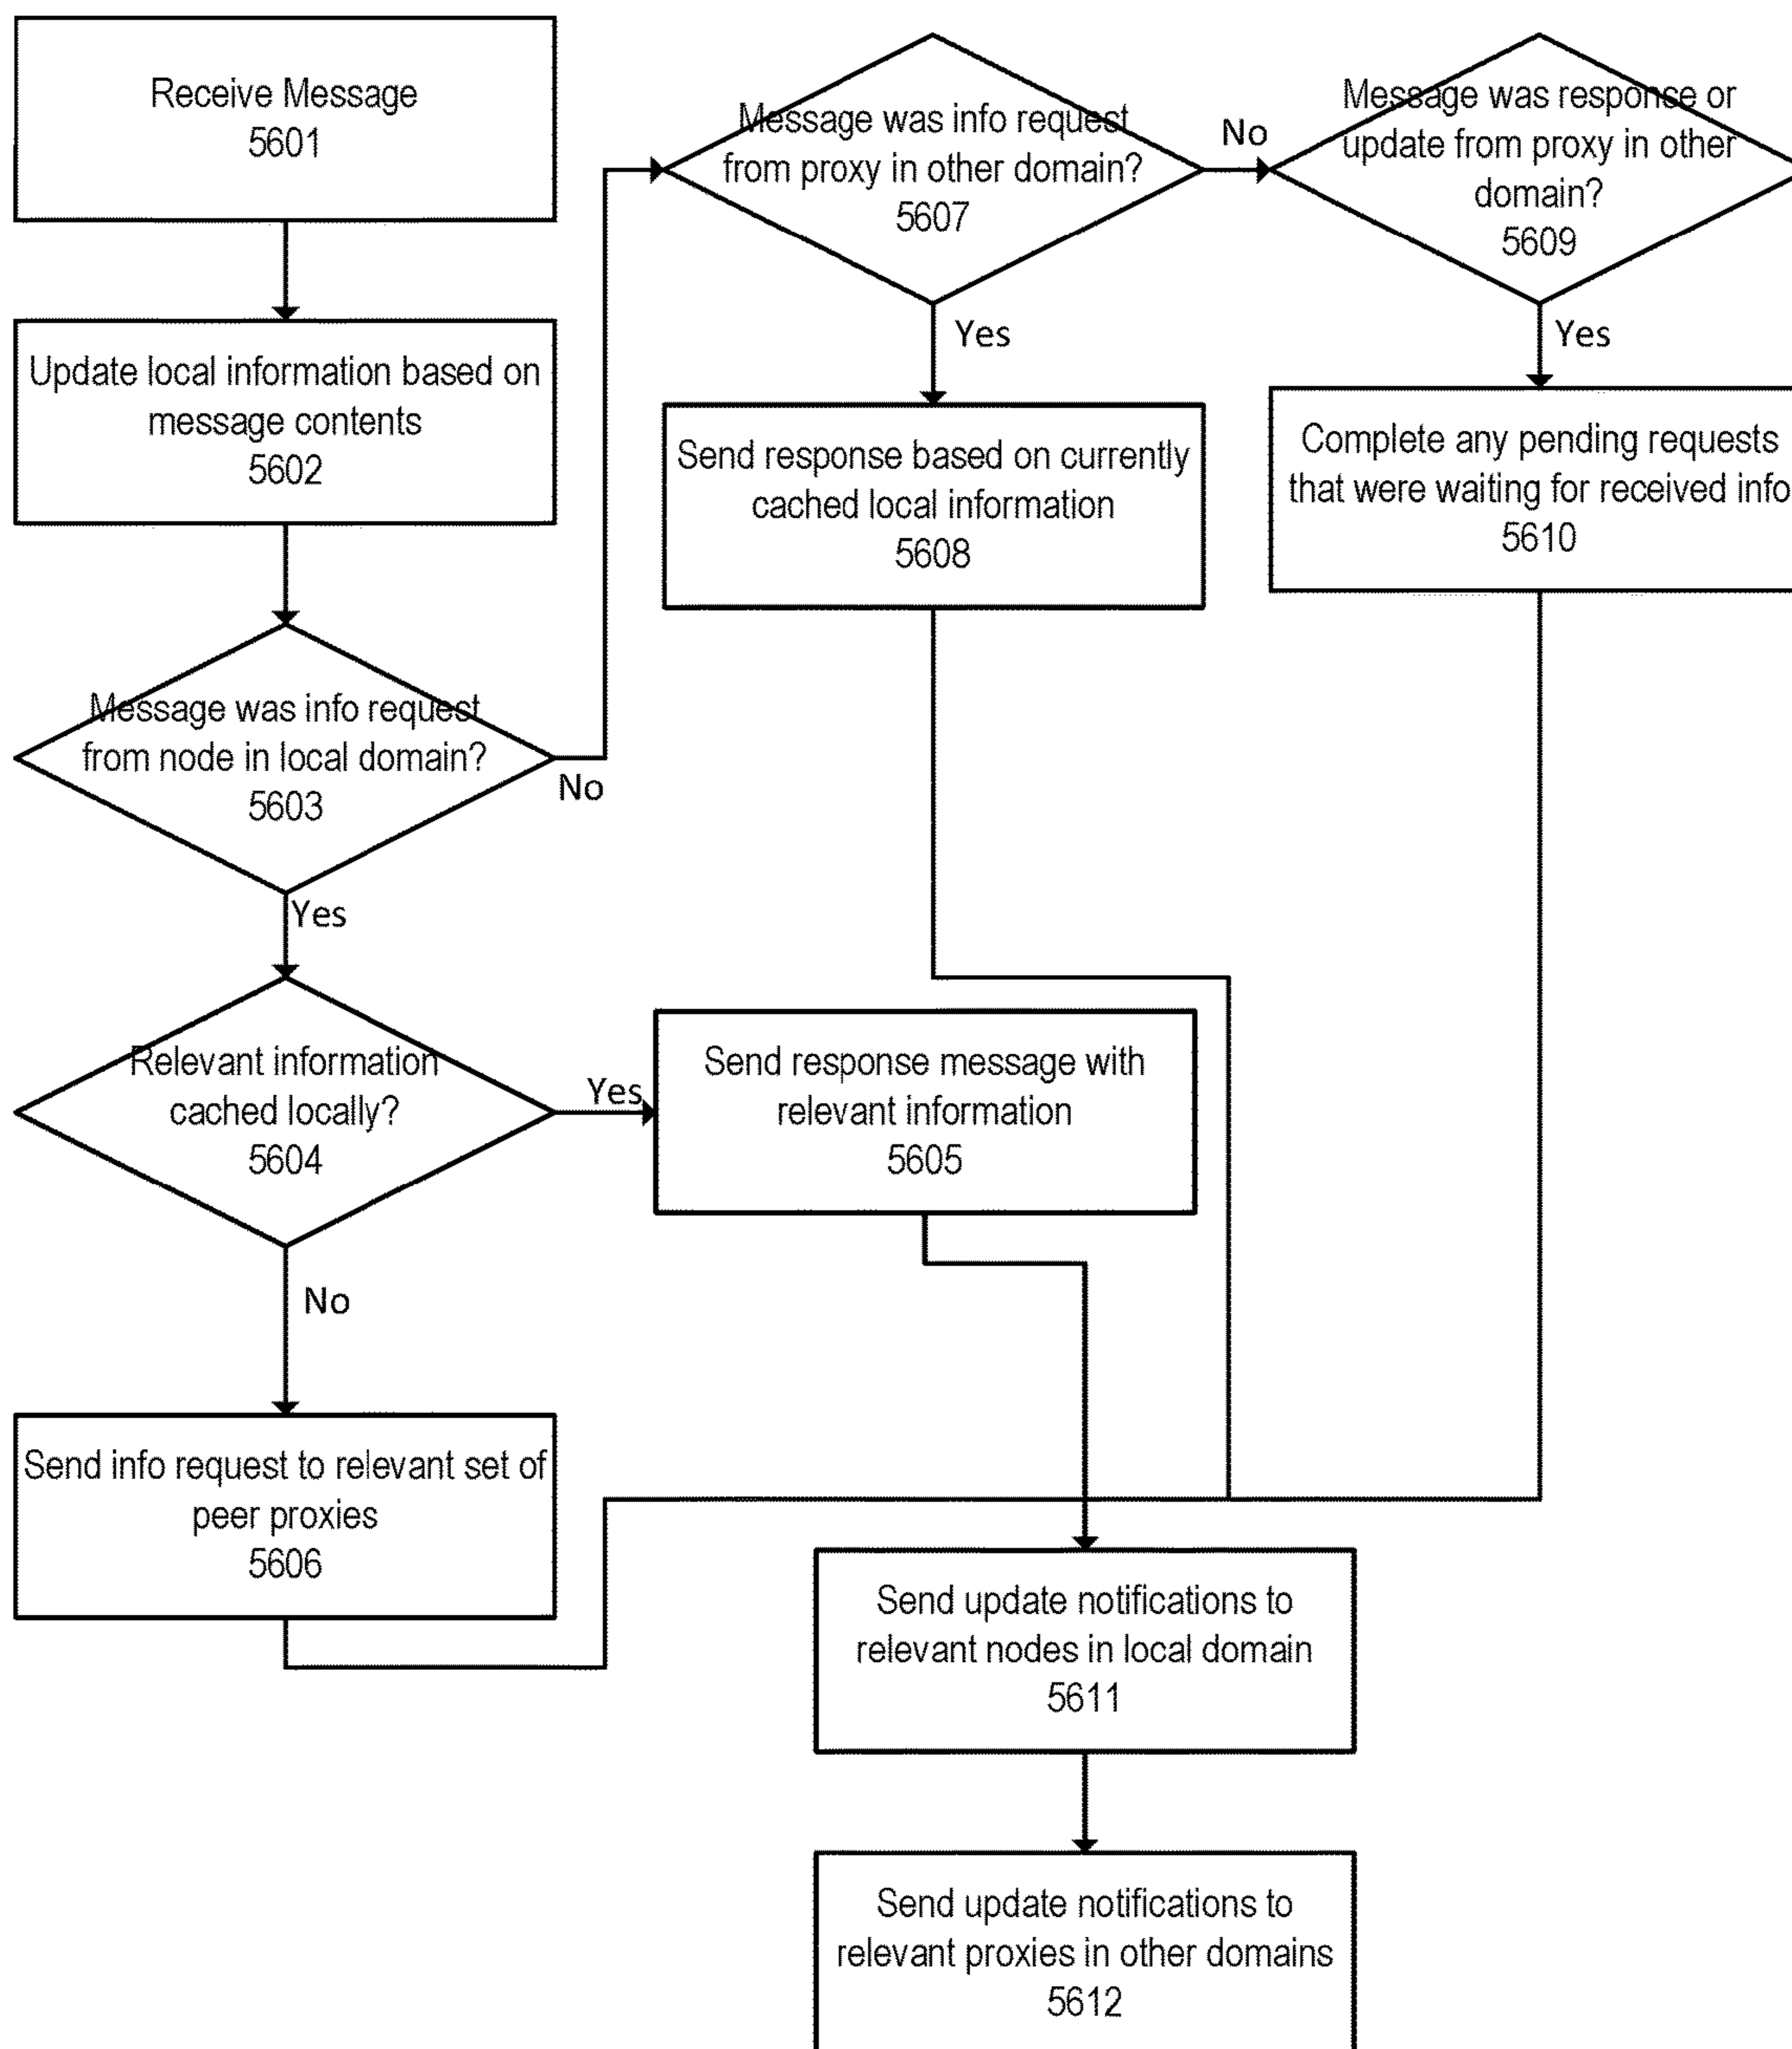 Receive Message
5601
Update local information based on
message contents
5602
Message was info request
from node in local domain?
5603
No
Yes
Relevant information
cached locally?
5604
Yes
No
Send response message with
relevant information
5605
Send info request to relevant set of
peer proxies
5606
Message was info request
from proxy in other domain?
5607
No
Yes
Send response based on currently
cached local information
5608
Message was response or
update from proxy in other
domain?
5609
Yes
Complete any pending requests
that were waiting for received info
5610
Send update notifications to
relevant nodes in local domain
5611
Send update notifications to
relevant proxies in other domains
5612